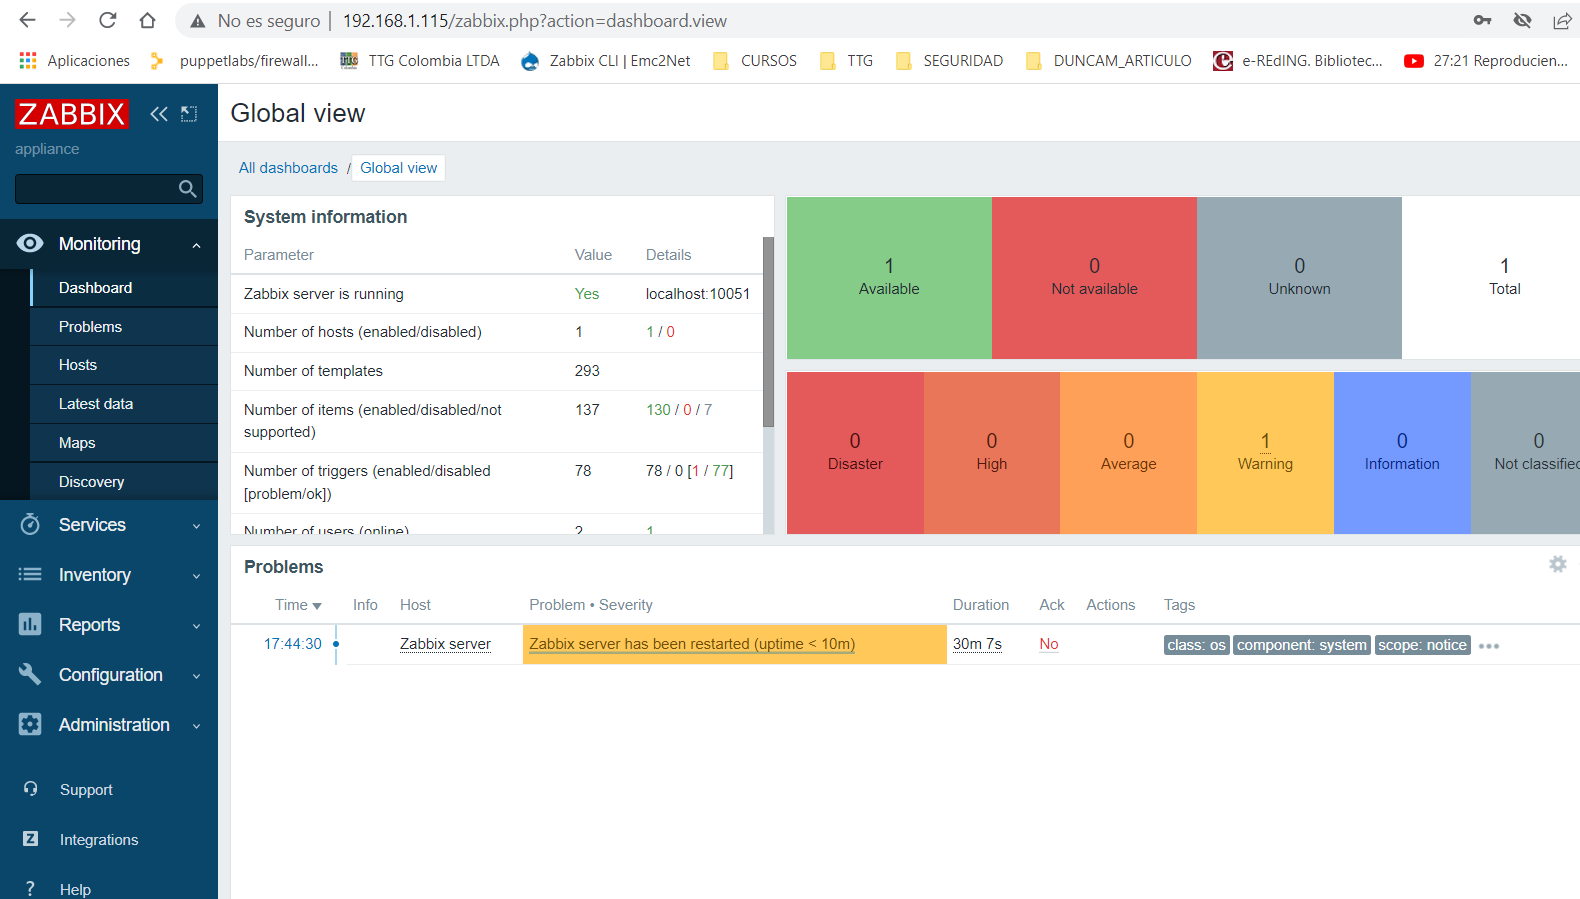 No es seguro | 192.168.1.115/zabbix.php?action=dashboard.view
Aplicaciones puppetlabs/firewall... TTG Colombia LTDA Zabbix CLI | Emc2Net CURSOS TTG SEGURIDAD DUNCAM_ARTICULO e-REdING. Bibliotec... 27:21 Reproducien...
ZABBIX
appliance
Monitoring
Dashboard
Problems
Hosts
Latest data
Maps
Discovery
Services
Inventory
Reports
Configuration
Administration
Support
Integrations
Help
Global view
All dashboards / Global view
System information
Parameter Value Details
Zabbix server is running Yes localhost:10051
Number of hosts (enabled/disabled) 1 1 / 0
Number of templates 293
Number of items (enabled/disabled/not 137 130 / 0 / 7
supported)
Number of triggers (enabled/disabled 78 78 / 0 [1 / 77]
[problem/ok])
Number of users (online) 2 1
1 0 0 1
Available Not available Unknown Total
0 0 0 1 0 0
Disaster High Average Warning Information Not classified
Problems
Time Info Host Problem • Severity Duration Ack Actions Tags
17:44:30 Zabbix server Zabbix server has been restarted (uptime < 10m) 30m 7s No class: os component: system scope: notice •••